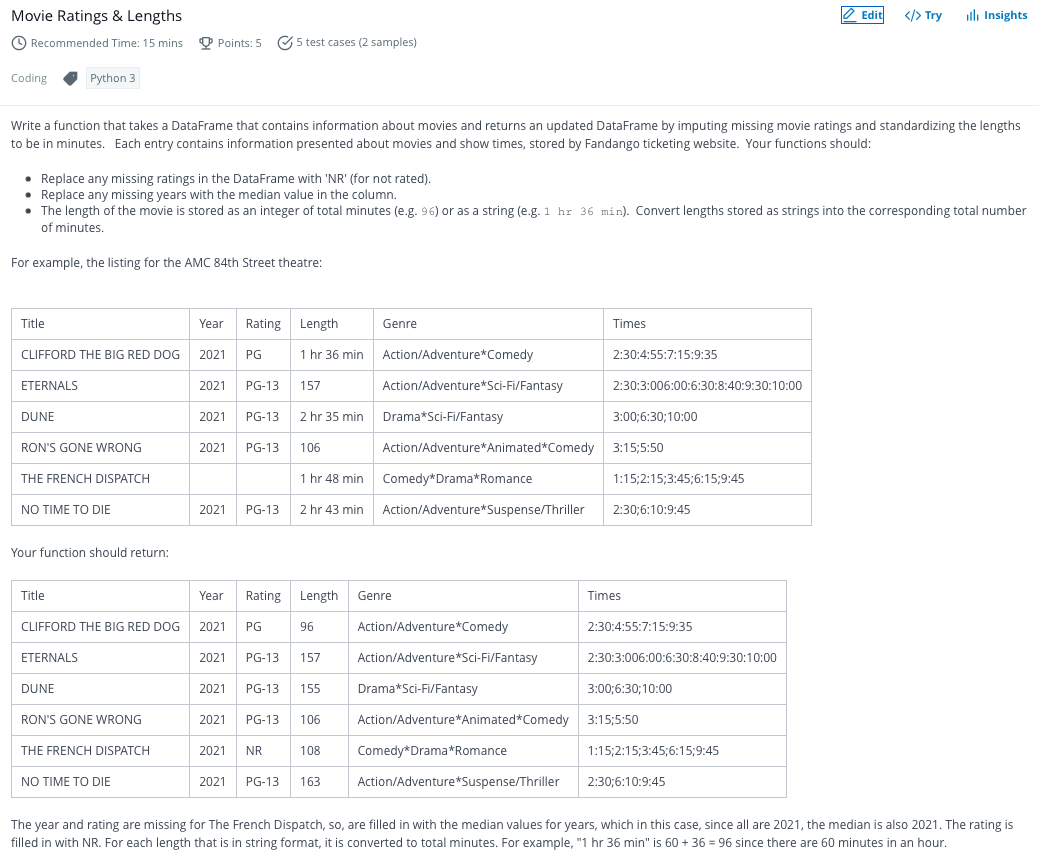 Movie Ratings & Lengths
Edit
</> Try
Insights
Recommended Time: 15 mins
Points: 5
5 test cases (2 samples)
Coding
Python 3
Write a function that takes a DataFrame that contains information about movies and returns an updated DataFrame by imputing missing movie ratings and standardizing the lengths
to be in minutes. Each entry contains information presented about movies and show times, stored by Fandango ticketing website. Your functions should:
• Replace any missing ratings in the DataFrame with 'NR' (for not rated).
• Replace any missing years with the median value in the column.
• The length of the movie is stored as an integer of total minutes (e.g. 96) or as a string (e.g. 1 hr 36 min). Convert lengths stored as strings into the corresponding total number
of minutes.
For example, the listing for the AMC 84th Street theatre:
Title Year Rating Length Genre Times
CLIFFORD THE BIG RED DOG 2021 PG 1 hr 36 min Action/Adventure*Comedy 2:30:4:55:7:15:9:35
ETERNALS 2021 PG-13 157 Action/Adventure*Sci-Fi/Fantasy 2:30:3:006:00:6:30:8:40:9:30:10:00
DUNE 2021 PG-13 2 hr 35 min Drama*Sci-Fi/Fantasy 3:00;6:30;10:00
RON'S GONE WRONG 2021 PG-13 106 Action/Adventure*Animated*Comedy 3:15;5:50
THE FRENCH DISPATCH 1 hr 48 min Comedy*Drama*Romance 1:15;2:15;3:45;6:15;9:45
NO TIME TO DIE 2021 PG-13 2 hr 43 min Action/Adventure*Suspense/Thriller 2:30;6:10:9:45
Your function should return:
Title Year Rating Length Genre Times
CLIFFORD THE BIG RED DOG 2021 PG 96 Action/Adventure*Comedy 2:30:4:55:7:15:9:35
ETERNALS 2021 PG-13 157 Action/Adventure*Sci-Fi/Fantasy 2:30:3:006:00:6:30:8:40:9:30:10:00
DUNE 2021 PG-13 155 Drama*Sci-Fi/Fantasy 3:00;6:30;10:00
RON'S GONE WRONG 2021 PG-13 106 Action/Adventure*Animated*Comedy 3:15;5:50
THE FRENCH DISPATCH 2021 NR 108 Comedy*Drama*Romance 1:15;2:15;3:45;6:15;9:45
NO TIME TO DIE 2021 PG-13 163 Action/Adventure*Suspense/Thriller 2:30;6:10:9:45
The year and rating are missing for The French Dispatch, so, are filled in with the median values for years, which in this case, since all are 2021, the median is also 2021. The rating is
filled in with NR. For each length that is in string format, it is converted to total minutes. For example, "1 hr 36 min" is 60 + 36 = 96 since there are 60 minutes in an hour.